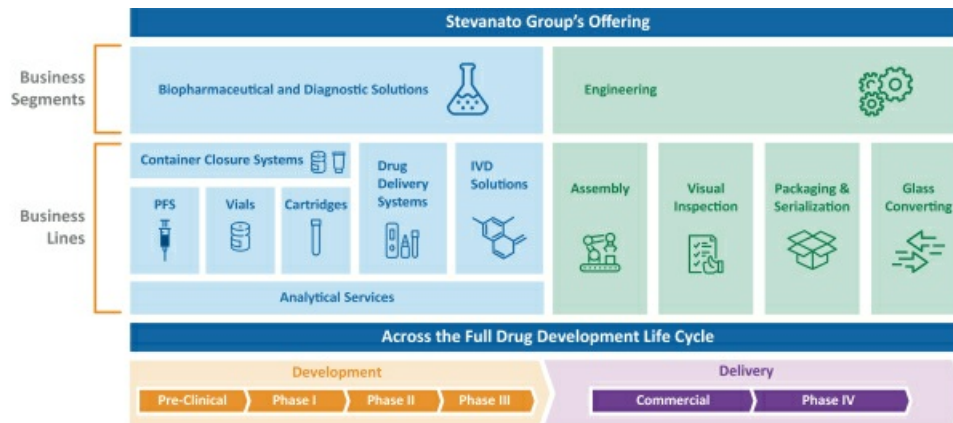 Stevanato Group's Offering
Business
Segments
Biopharmaceutical and Diagnostic Solutions
Engineering
Business
Lines
Container Closure Systems
PFS
Vials
Cartridges
Drug
Delivery
Systems
IVD
Solutions
Analytical Services
Assembly
Visual
Inspection
Packaging &
Serialization
Glass
Converting
Across the Full Drug Development Life Cycle
Development
Pre-Clinical
Phase I
Phase II
Phase III
Delivery
Commercial
Phase IV